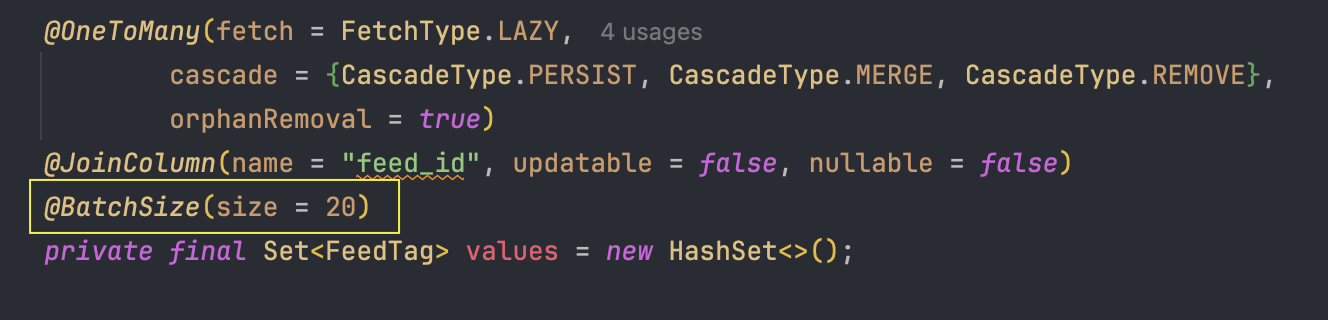 @OneToMany(fetch = FetchType.LAZY, 4 usages
cascade = {CascadeType.PERSIST, CascadeType.MERGE, CascadeType.REMOVE},
orphanRemoval = true)
@JoinColumn(name = "feed_id", updatable = false, nullable = false)
@BatchSize(size = 20)
private final Set<FeedTag> values = new HashSet<>();